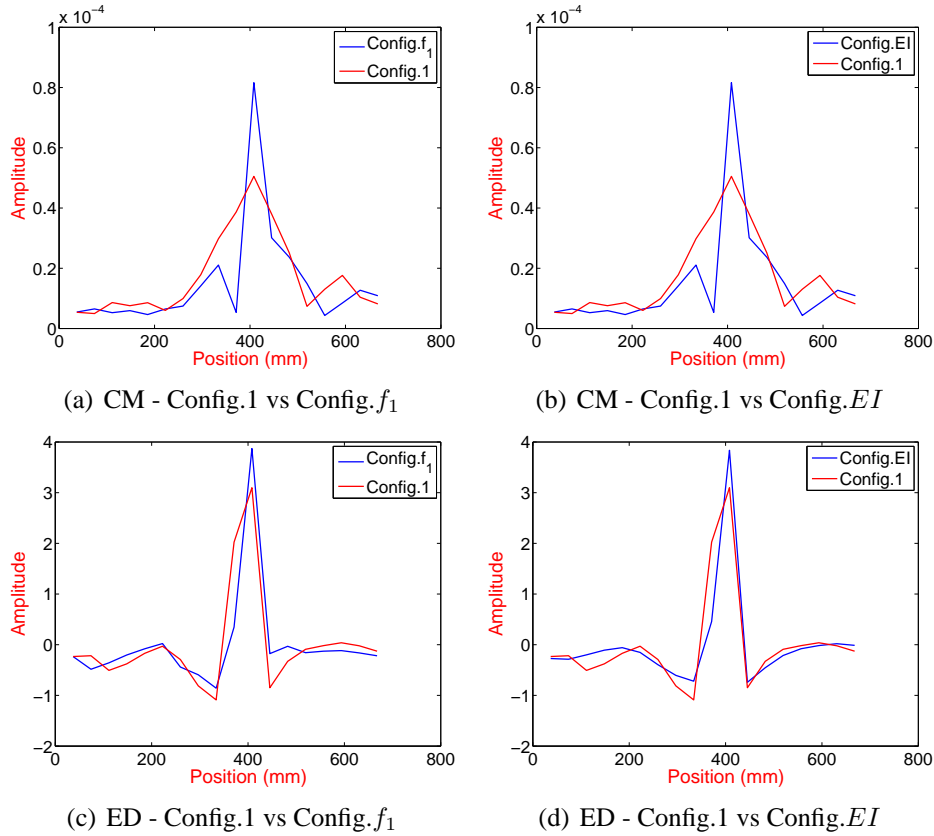 x 10⁻⁴
1
0.8
0.6
0.4
0.2
0
0 200 400 600 800
Amplitude
Position (mm)
Config.f₁
Config.1
(a) CM - Config.1 vs Config.f₁
x 10⁻⁴
1
0.8
0.6
0.4
0.2
0
0 200 400 600 800
Amplitude
Position (mm)
Config.EI
Config.1
(b) CM - Config.1 vs Config.EI
4
3
2
1
0
−1
−2
0 200 400 600 800
Amplitude
Position (mm)
Config.f₁
Config.1
(c) ED - Config.1 vs Config.f₁
4
3
2
1
0
−1
−2
0 200 400 600 800
Amplitude
Position (mm)
Config.EI
Config.1
(d) ED - Config.1 vs Config.EI